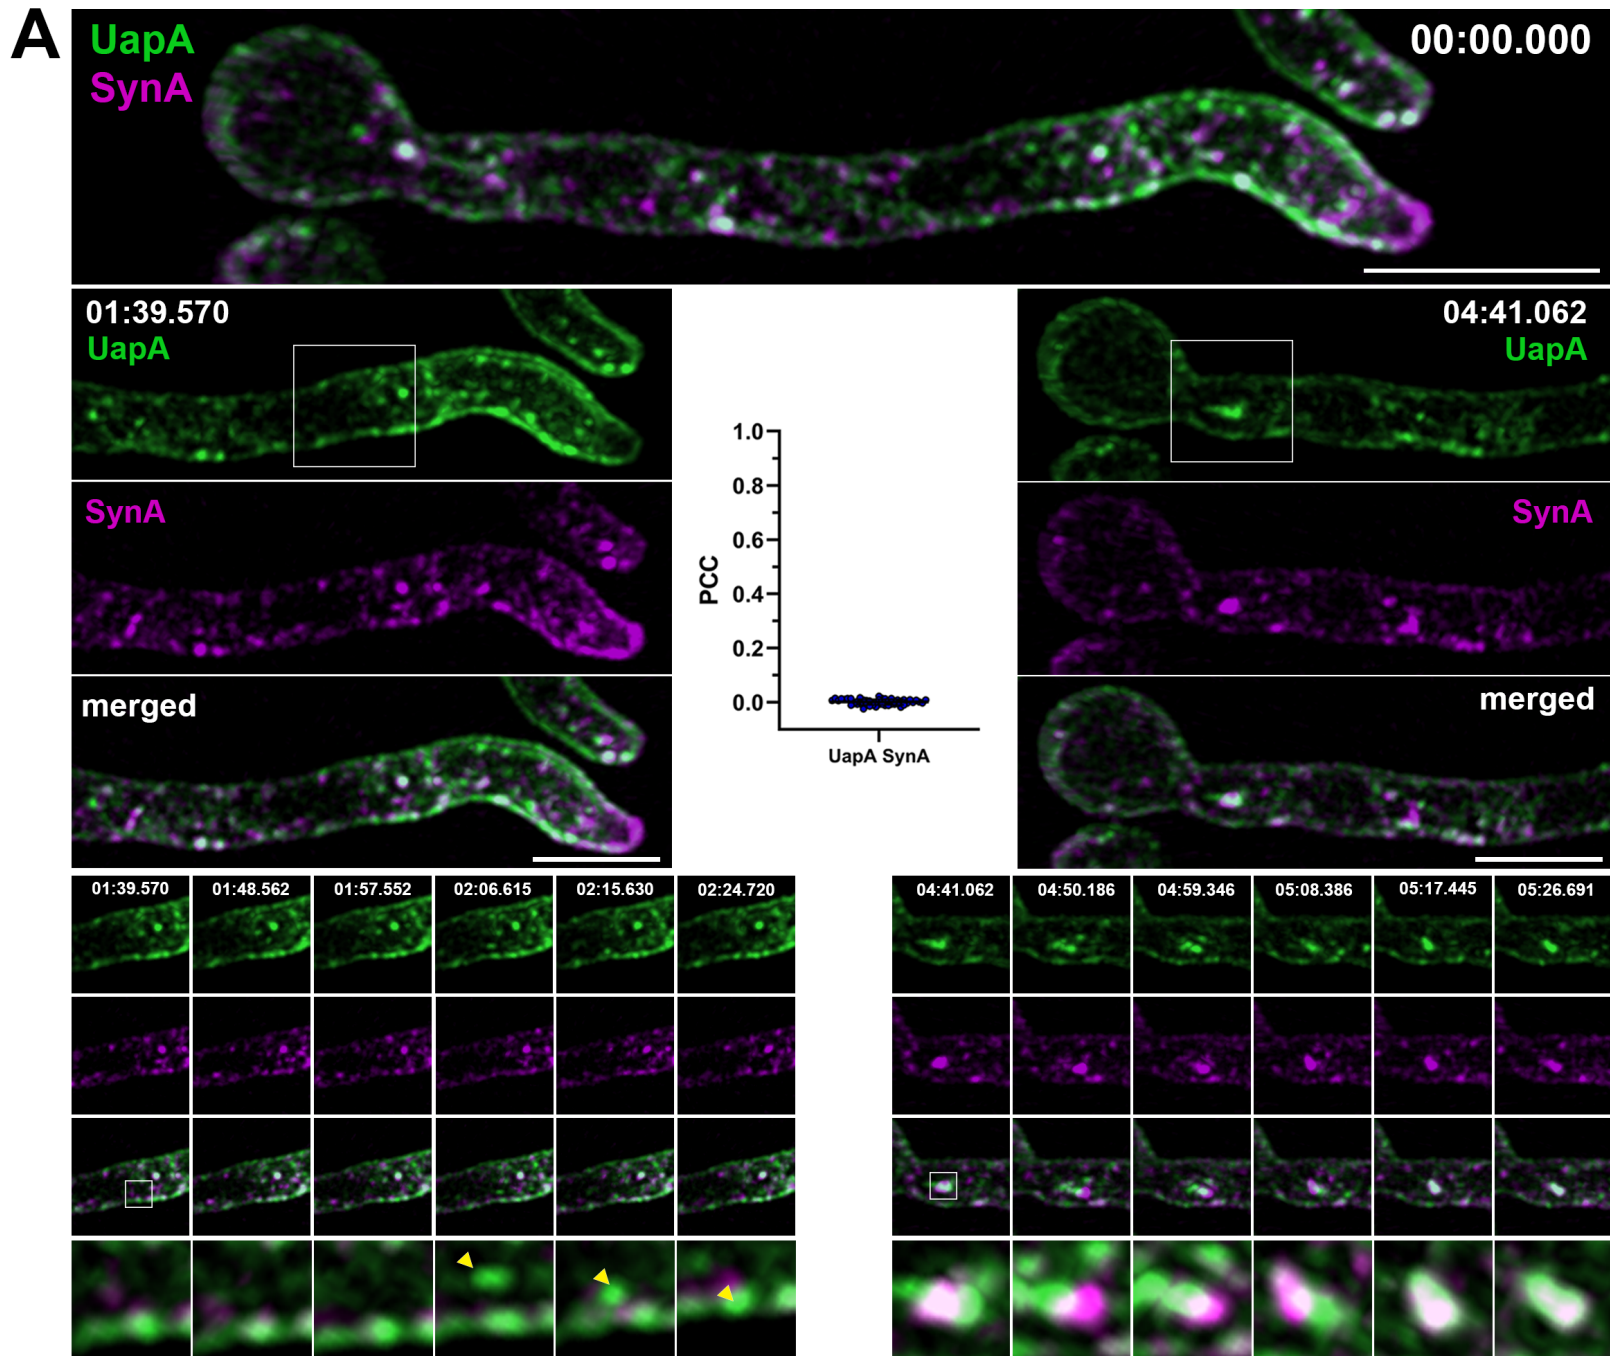 A
UapA
SynA
00:00.000
01:39.570
UapA
SynA
merged
1.0
0.8
0.6
0.4
0.2
0.0
PCC
UapA SynA
04:41.062
UapA
SynA
merged
01:39.570 01:48.562 01:57.552 02:06.615 02:15.630 02:24.720
04:41.062 04:50.186 04:59.346 05:08.386 05:17.445 05:26.691